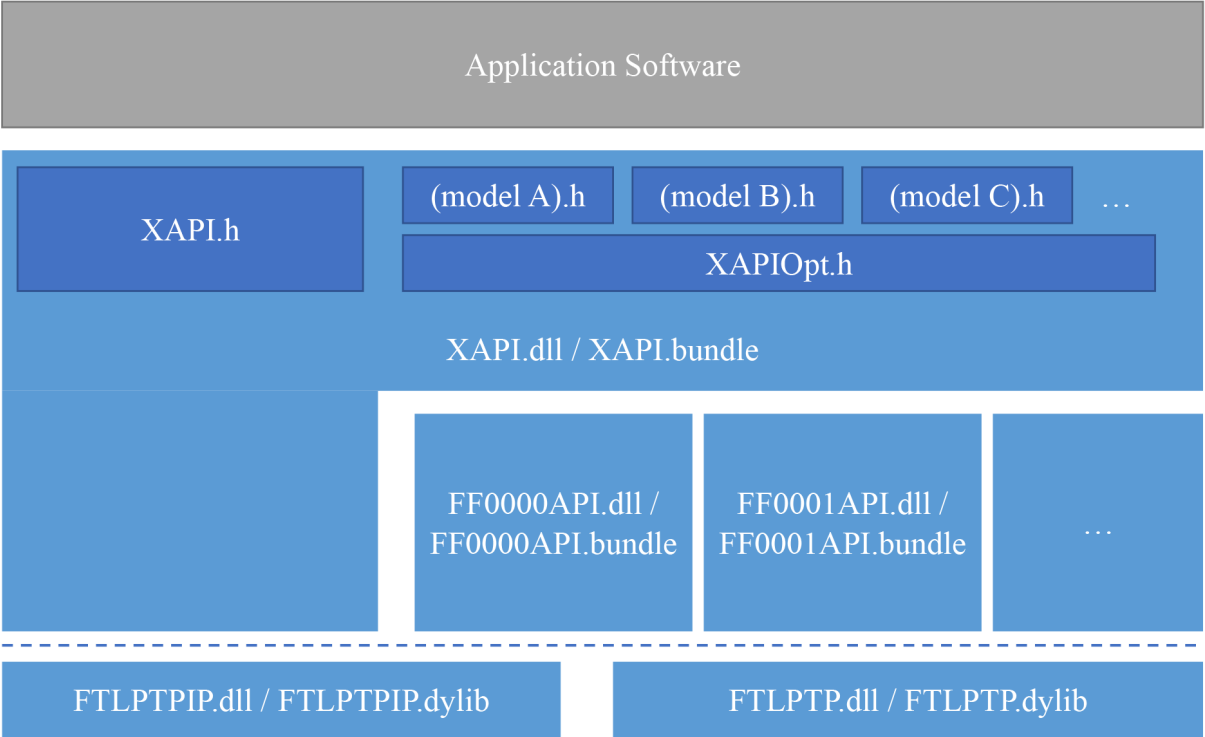 Application Software
XAPI.h
(model A).h
(model B).h
(model C).h
…
XAPIOpt.h
XAPI.dll / XAPI.bundle
FF0000API.dll /
FF0000API.bundle
FF0001API.dll /
FF0001API.bundle
…
FTLPTPIP.dll / FTLPTPIP.dylib
FTLPTP.dll / FTLPTP.dylib